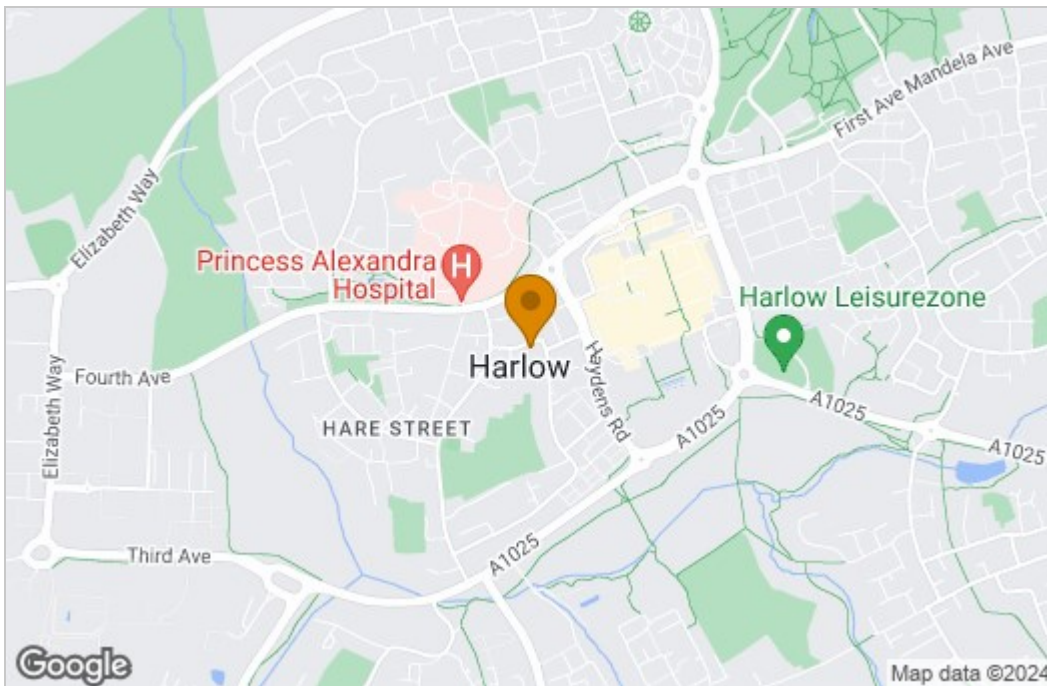 First Ave Mandela Ave
Elizabeth Way
Princess Alexandra
Hospital
H
Harlow Leisurezone
Harlow
Haydens Rd
Fourth Ave
Elizabeth Way
HARE STREET
A1025
A1025
A1025
Third Ave
A1025
Google
Map data ©2024